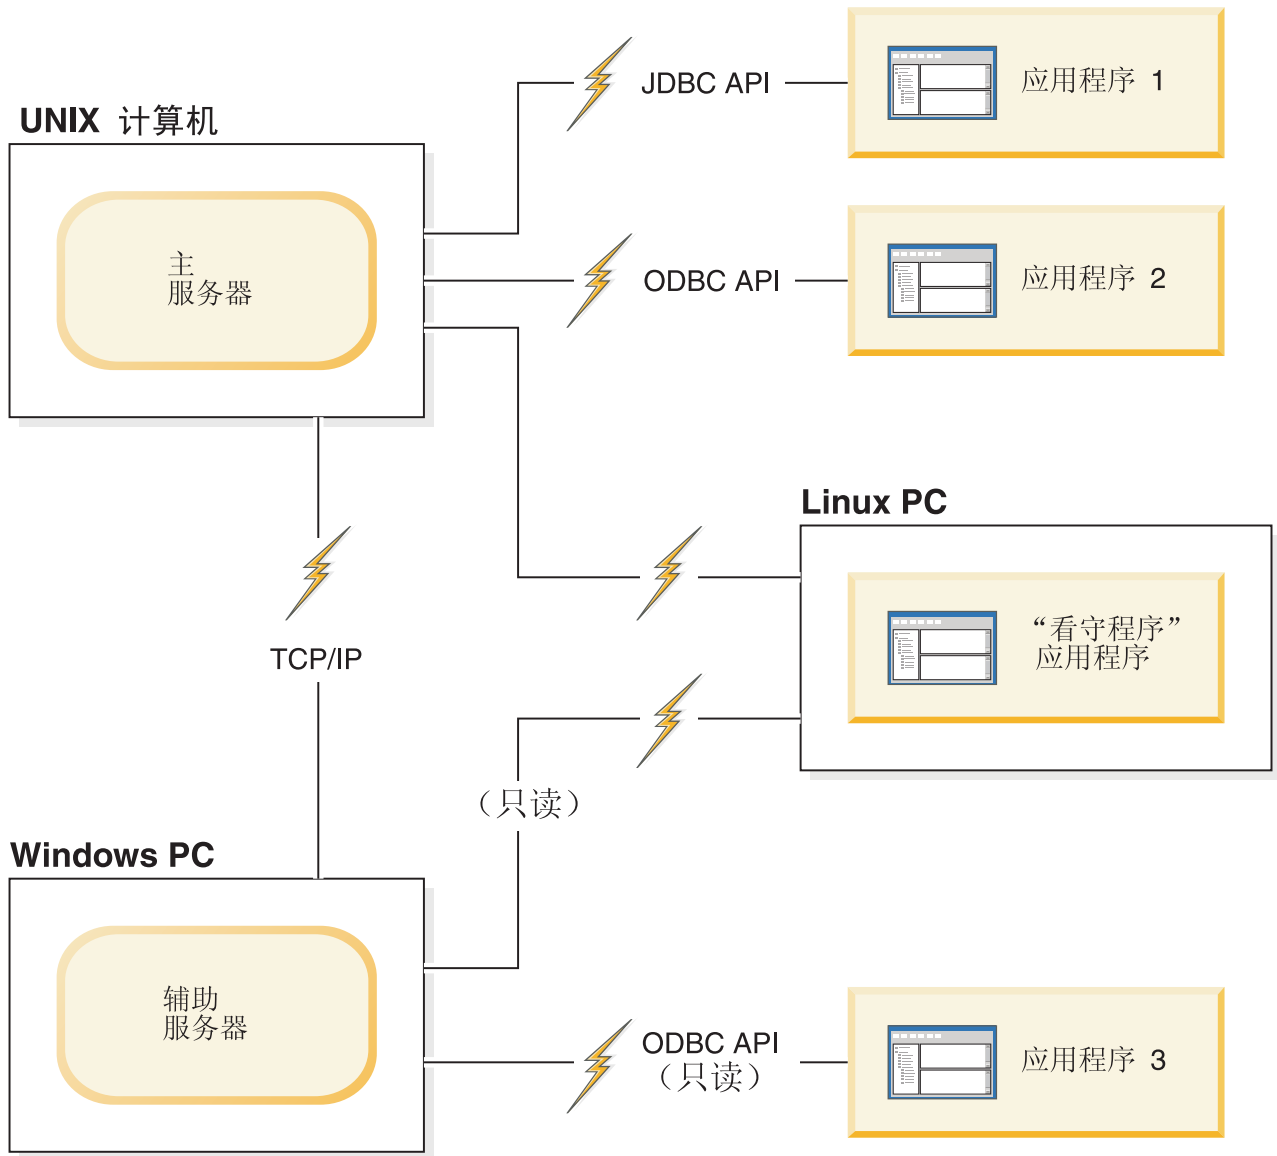 JDBC API
应用程序 1
UNIX 计算机
主
服务器
ODBC API
应用程序 2
Linux PC
“看守程序”
应用程序
TCP/IP
（只读）
Windows PC
辅助
服务器
ODBC API
（只读）
应用程序 3